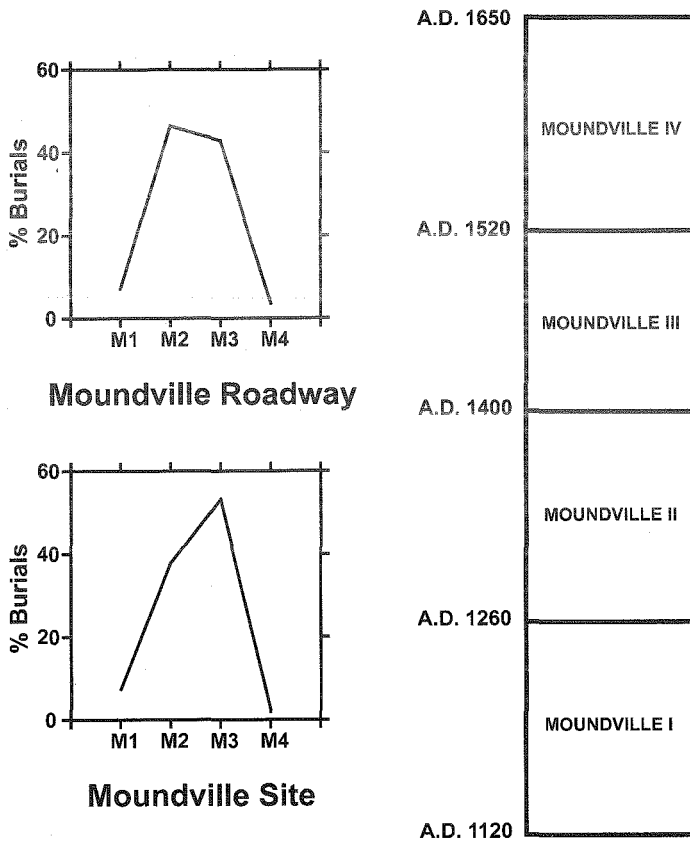 60
40
20
0
% Burials
M1 M2 M3 M4
Moundville Roadway
60
40
20
0
% Burials
M1 M2 M3 M4
Moundville Site
A.D. 1650
MOUNDVILLE IV
A.D. 1520
MOUNDVILLE III
A.D. 1400
MOUNDVILLE II
A.D. 1260
MOUNDVILLE I
A.D. 1120